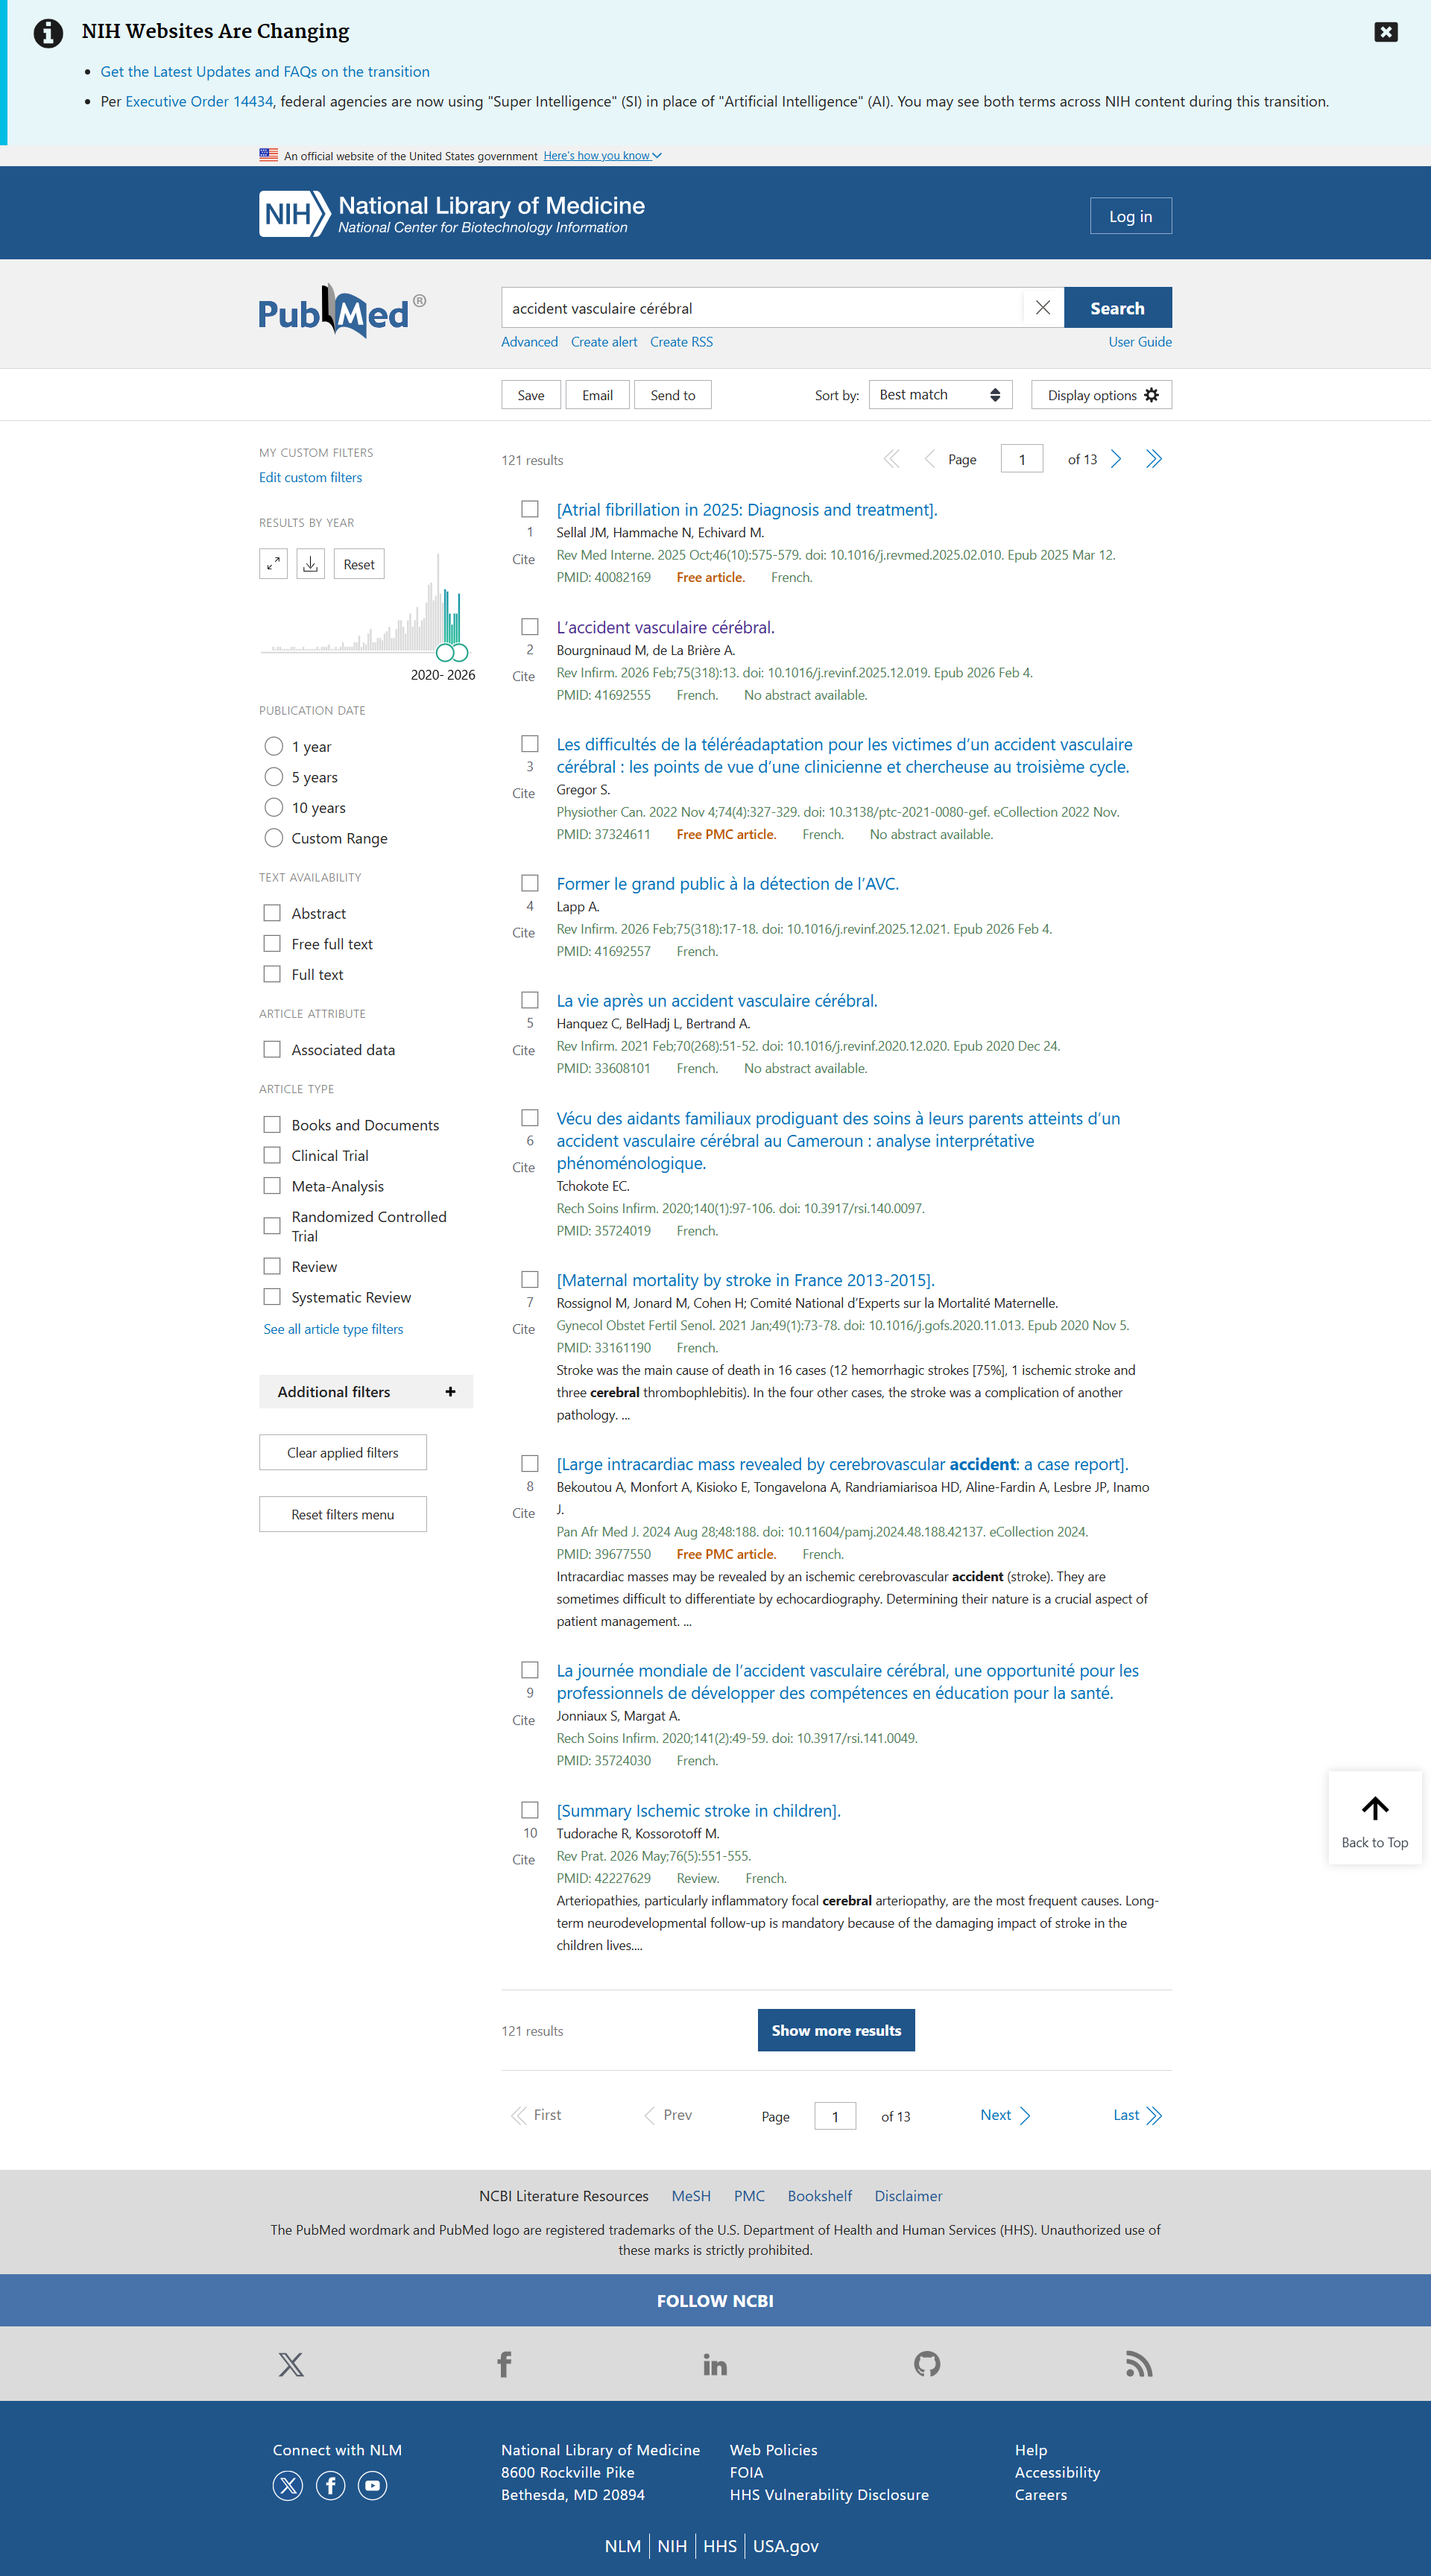 NIH Websites Are Changing
Get the Latest Updates and FAQs on the transition
Per Executive Order 14434, federal agencies are now using "Super Intelligence" (SI) in place of "Artificial Intelligence" (AI). You may see both terms across NIH content during this transition.
An official website of the United States government Here's how you know
NIH National Library of Medicine
National Center for Biotechnology Information
Log in
PubMed®
accident vasculaire cérébral
Search
Advanced Create alert Create RSS
User Guide
Save Email Send to
Sort by: Best match
Display options
MY CUSTOM FILTERS
Edit custom filters
RESULTS BY YEAR
Reset
2020- 2026
PUBLICATION DATE
1 year
5 years
10 years
Custom Range
TEXT AVAILABILITY
Abstract
Free full text
Full text
ARTICLE ATTRIBUTE
Associated data
ARTICLE TYPE
Books and Documents
Clinical Trial
Meta-Analysis
Randomized Controlled
Trial
Review
Systematic Review
See all article type filters
Additional filters
Clear applied filters
Reset filters menu
121 results
Page 1 of 13
[Atrial fibrillation in 2025: Diagnosis and treatment].
1
Sellal JM, Hammache N, Echivard M.
Cite
Rev Med Interne. 2025 Oct;46(10):575-579. doi: 10.1016/j.revmed.2025.02.010. Epub 2025 Mar 12.
PMID: 40082169 Free article. French.
L'accident vasculaire cérébral.
2
Bourgninaud M, de La Brière A.
Cite
Rev Infirm. 2026 Feb;75(318):13. doi: 10.1016/j.revinf.2025.12.019. Epub 2026 Feb 4.
PMID: 41692555 French. No abstract available.
Les difficultés de la téléréadaptation pour les victimes d'un accident vasculaire
cérébral : les points de vue d'une clinicienne et chercheuse au troisième cycle.
3
Gregor S.
Cite
Physiother Can. 2022 Nov 4;74(4):327-329. doi: 10.3138/ptc-2021-0080-gef. eCollection 2022 Nov.
PMID: 37324611 Free PMC article. French. No abstract available.
Former le grand public à la détection de l'AVC.
4
Lapp A.
Cite
Rev Infirm. 2026 Feb;75(318):17-18. doi: 10.1016/j.revinf.2025.12.021. Epub 2026 Feb 4.
PMID: 41692557 French.
La vie après un accident vasculaire cérébral.
5
Hanquez C, BelHadj L, Bertrand A.
Cite
Rev Infirm. 2021 Feb;70(268):51-52. doi: 10.1016/j.revinf.2020.12.020. Epub 2020 Dec 24.
PMID: 33608101 French. No abstract available.
Vécu des aidants familiaux prodiguant des soins à leurs parents atteints d'un
accident vasculaire cérébral au Cameroun : analyse interprétative
phénoménologique.
6
Cite
Tchokote EC.
Rech Soins Infirm. 2020;140(1):97-106. doi: 10.3917/rsi.140.0097.
PMID: 35724019 French.
[Maternal mortality by stroke in France 2013-2015].
7
Rossignol M, Jonard M, Cohen H; Comité National d'Experts sur la Mortalité Maternelle.
Cite
Gynecol Obstet Fertil Senol. 2021 Jan;49(1):73-78. doi: 10.1016/j.gofs.2020.11.013. Epub 2020 Nov 5.
PMID: 33161190 French.
Stroke was the main cause of death in 16 cases (12 hemorrhagic strokes [75%], 1 ischemic stroke and
three cerebral thrombophlebitis). In the four other cases, the stroke was a complication of another
pathology. ...
[Large intracardiac mass revealed by cerebrovascular accident: a case report].
8
Bekoutou A, Monfort A, Kisioko E, Tongavelona A, Randriamiarisoa HD, Aline-Fardin A, Lesbre JP, Inamo
J.
Cite
Pan Afr Med J. 2024 Aug 28;48:188. doi: 10.11604/pamj.2024.48.188.42137. eCollection 2024.
PMID: 39677550 Free PMC article. French.
Intracardiac masses may be revealed by an ischemic cerebrovascular accident (stroke). They are
sometimes difficult to differentiate by echocardiography. Determining their nature is a crucial aspect of
patient management. ...
La journée mondiale de l'accident vasculaire cérébral, une opportunité pour les
professionnels de développer des compétences en éducation pour la santé.
9
Jonniaux S, Margat A.
Cite
Rech Soins Infirm. 2020;141(2):49-59. doi: 10.3917/rsi.141.0049.
PMID: 35724030 French.
[Summary Ischemic stroke in children].
10
Tudorache R, Kossorotoff M.
Cite
Rev Prat. 2026 May;76(5):551-555.
PMID: 42227629 Review. French.
Arteriopathies, particularly inflammatory focal cerebral arteriopathy, are the most frequent causes. Long-
term neurodevelopmental follow-up is mandatory because of the damaging impact of stroke in the
children lives....
Back to Top
121 results
Show more results
First Prev Page 1 of 13 Next Last
NCBI Literature Resources MeSH PMC Bookshelf Disclaimer
The PubMed wordmark and PubMed logo are registered trademarks of the U.S. Department of Health and Human Services (HHS). Unauthorized use of
these marks is strictly prohibited.
FOLLOW NCBI
Connect with NLM
National Library of Medicine
8600 Rockville Pike
Bethesda, MD 20894
Web Policies
FOIA
HHS Vulnerability Disclosure
Help
Accessibility
Careers
NLM NIH HHS USA.gov